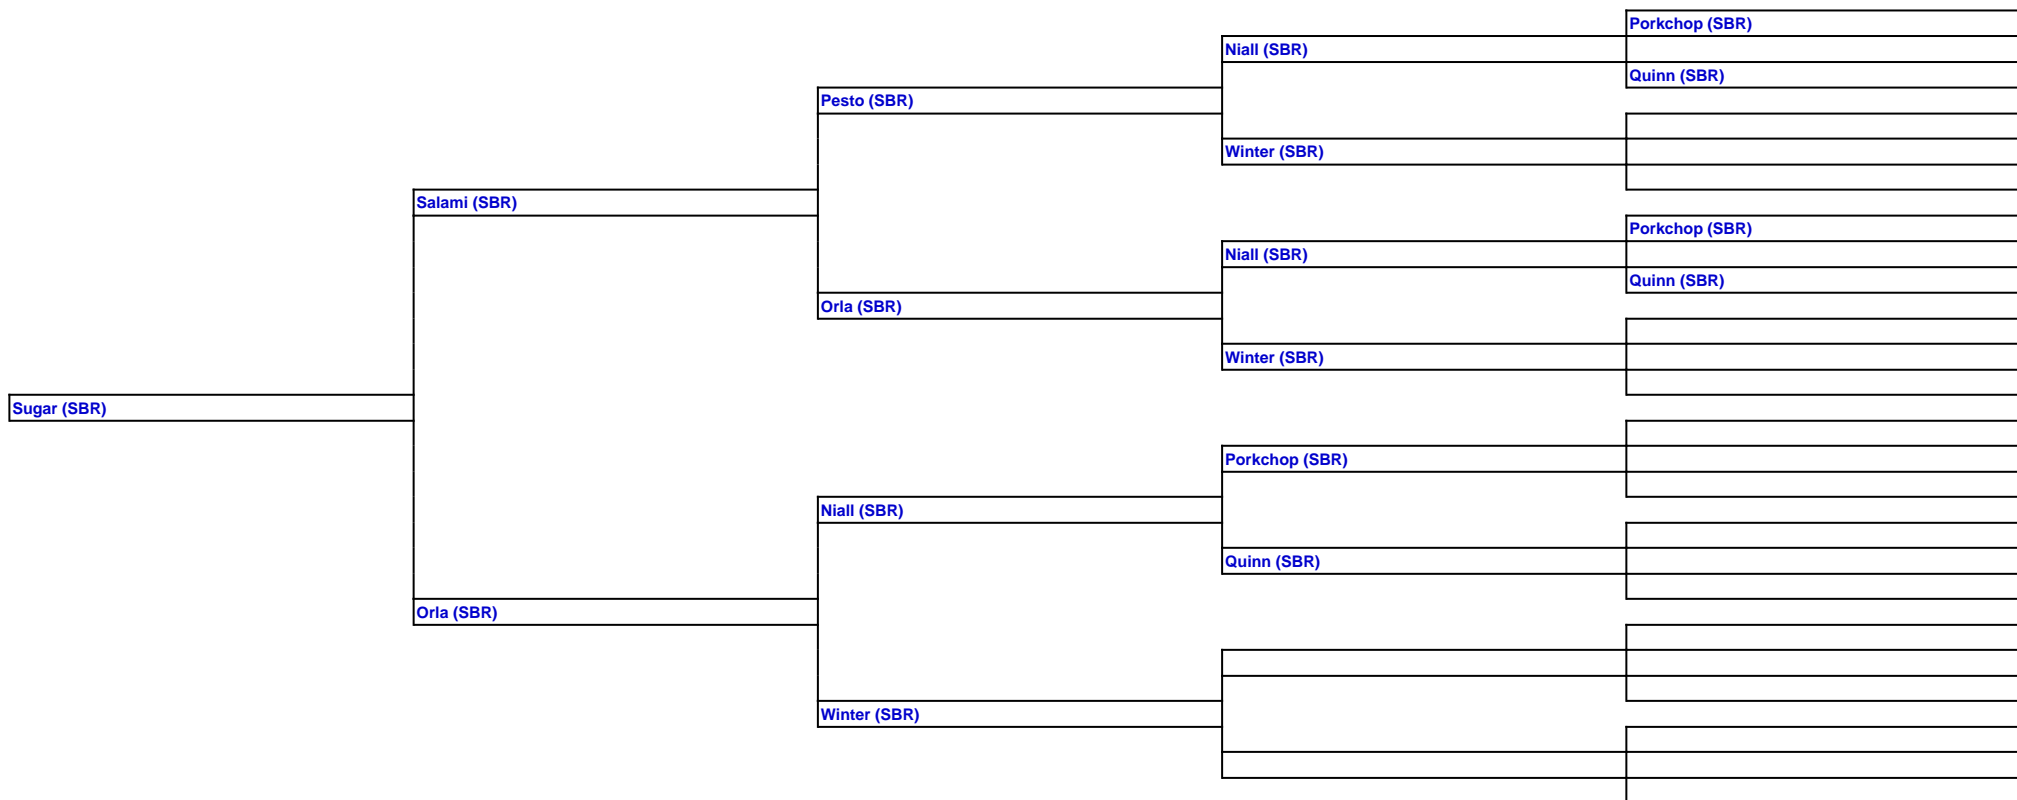 Porkchop (SBR)
Niall (SBR)
Quinn (SBR)
Pesto (SBR)
Winter (SBR)
Salami (SBR)
Porkchop (SBR)
Niall (SBR)
Quinn (SBR)
Orla (SBR)
Winter (SBR)
Sugar (SBR)
Porkchop (SBR)
Niall (SBR)
Quinn (SBR)
Orla (SBR)
Winter (SBR)